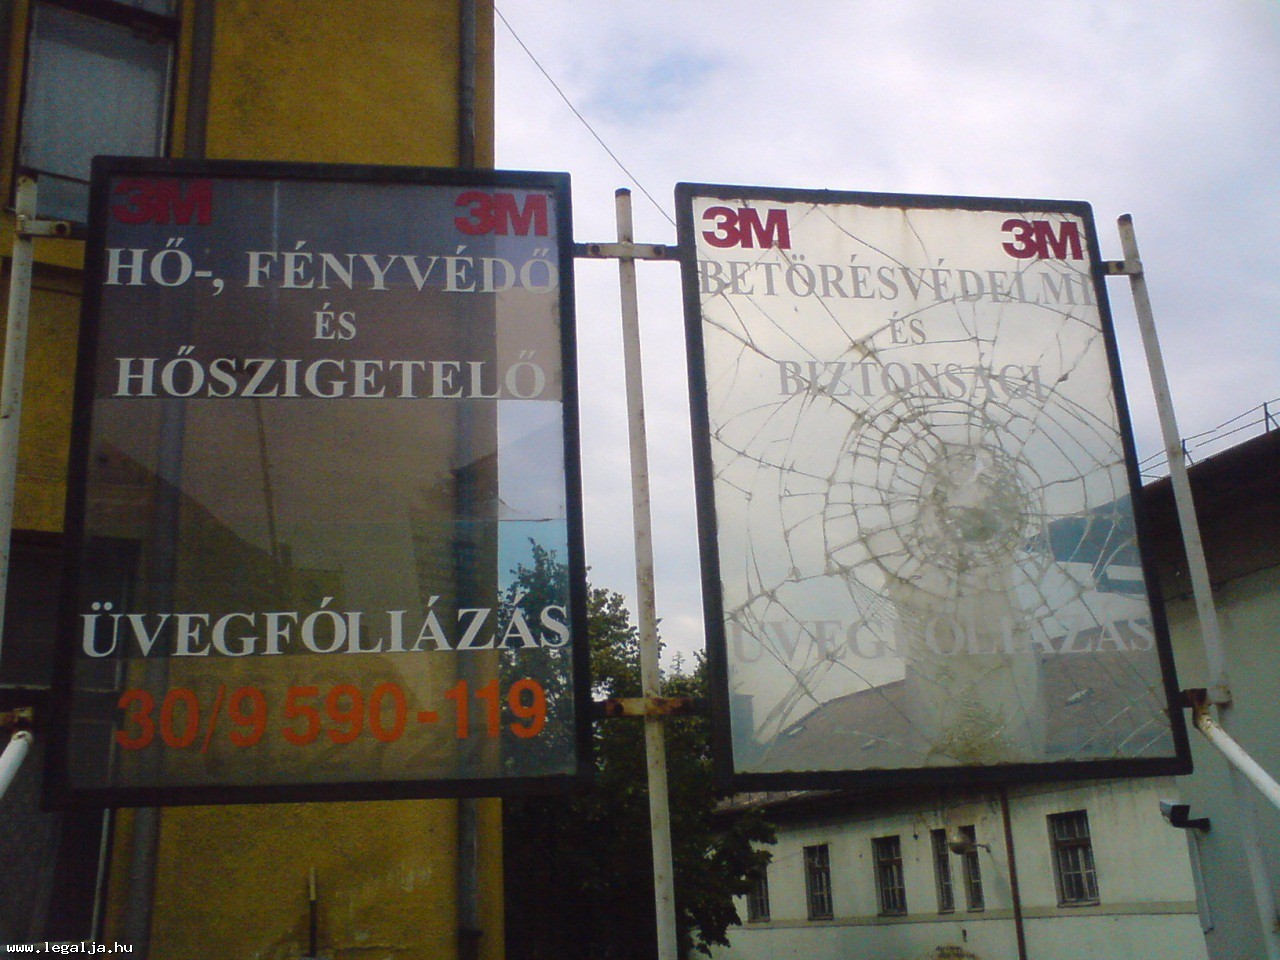 3M 3M
HŐ-, FÉNYVÉDŐ
ÉS
HŐSZIGETELŐ
ÜVEGFÓLIÁZÁS
30/9 590-119
3M 3M
BETÖRÉSVÉDELMI
ÉS
BIZTONSÁGI
ÜVEGFÓLIÁZÁS
www.legalja.hu